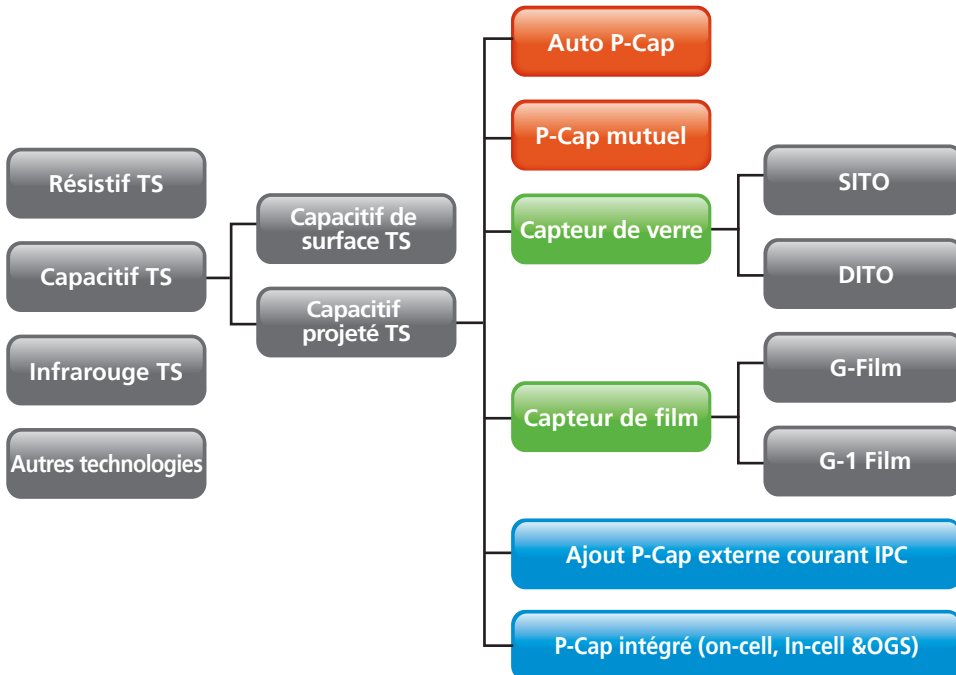 Résistif TS
Capacitif TS
Infrarouge TS
Autres technologies
Capacitif de
surface TS
Capacitif
projeté TS
Auto P-Cap
P-Cap mutuel
Capteur de verre
SITO
DITO
Capteur de film
G-Film
G-1 Film
Ajout P-Cap externe courant IPC
P-Cap intégré (on-cell, In-cell &OGS)